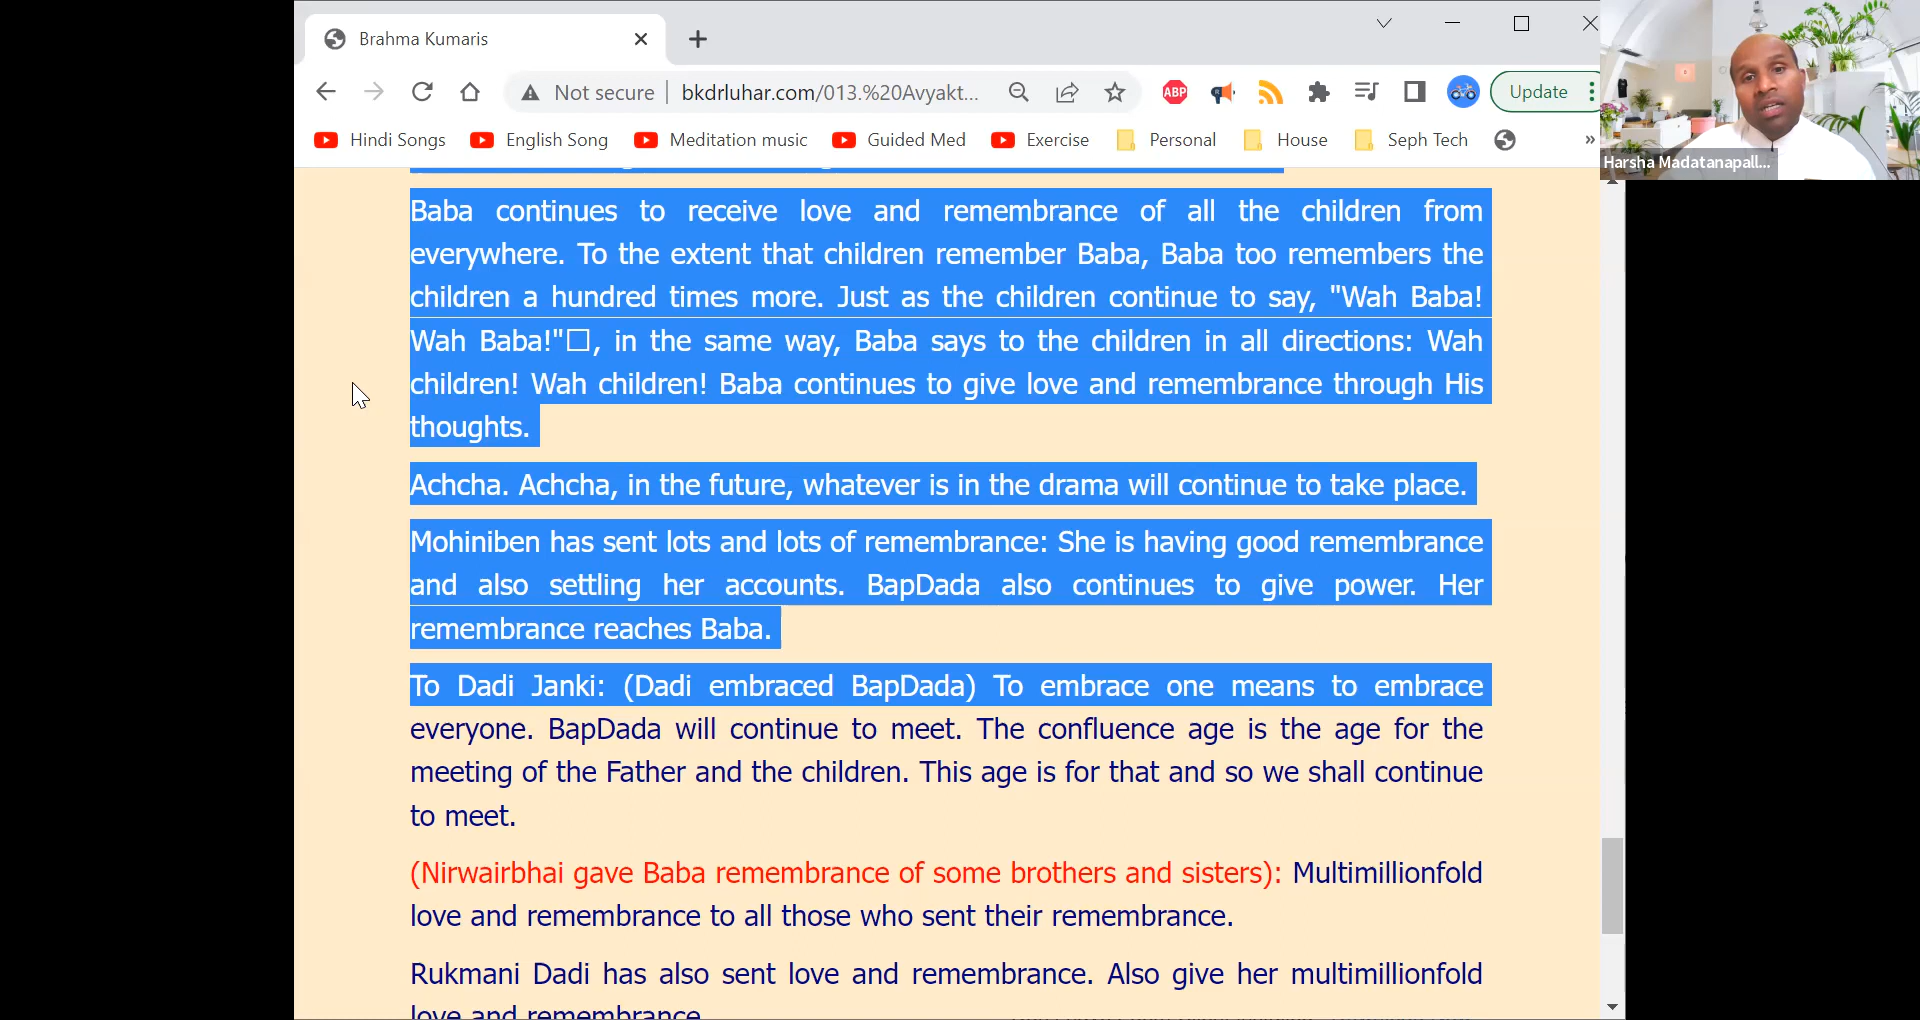 Brahma Kumaris
Not secure
bkdrluhar.com/013.%20Avyakt...
ABP
Update
Hindi Songs
English Song
Meditation music
Guided Med
Exercise
Personal
House
Seph Tech
»
Harsha Madatanapall...
Baba continues to receive love and remembrance of all the children from
everywhere. To the extent that children remember Baba, Baba too remembers the
children a hundred times more. Just as the children continue to say, "Wah Baba!
Wah Baba!"□, in the same way, Baba says to the children in all directions: Wah
children! Wah children! Baba continues to give love and remembrance through His
thoughts.
Achcha. Achcha, in the future, whatever is in the drama will continue to take place.
Mohiniben has sent lots and lots of remembrance: She is having good remembrance
and also settling her accounts. BapDada also continues to give power. Her
remembrance reaches Baba.
To Dadi Janki: (Dadi embraced BapDada) To embrace one means to embrace
everyone. BapDada will continue to meet. The confluence age is the age for the
meeting of the Father and the children. This age is for that and so we shall continue
to meet.
(Nirwairbhai gave Baba remembrance of some brothers and sisters): Multimillionfold
love and remembrance to all those who sent their remembrance.
Rukmani Dadi has also sent love and remembrance. Also give her multimillionfold
love and remembrance.